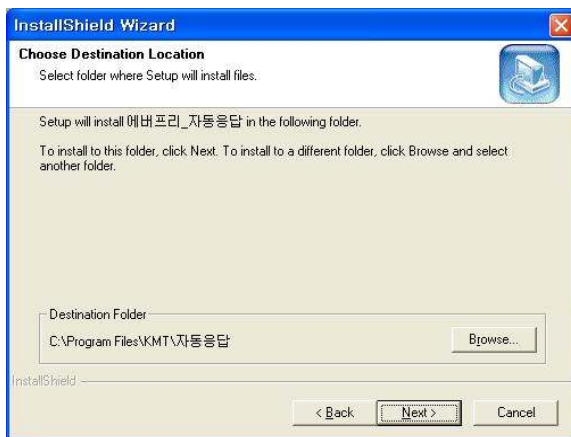 InstallShield Wizard
Choose Destination Location
Select folder where Setup will install files.
Setup will install 에버프리_자동응답 in the following folder.
To install to this folder, click Next. To install to a different folder, click Browse and select
another folder.
Destination Folder
C:\Program Files\KMT\자동응답
Browse...
InstallShield
< Back
Next >
Cancel